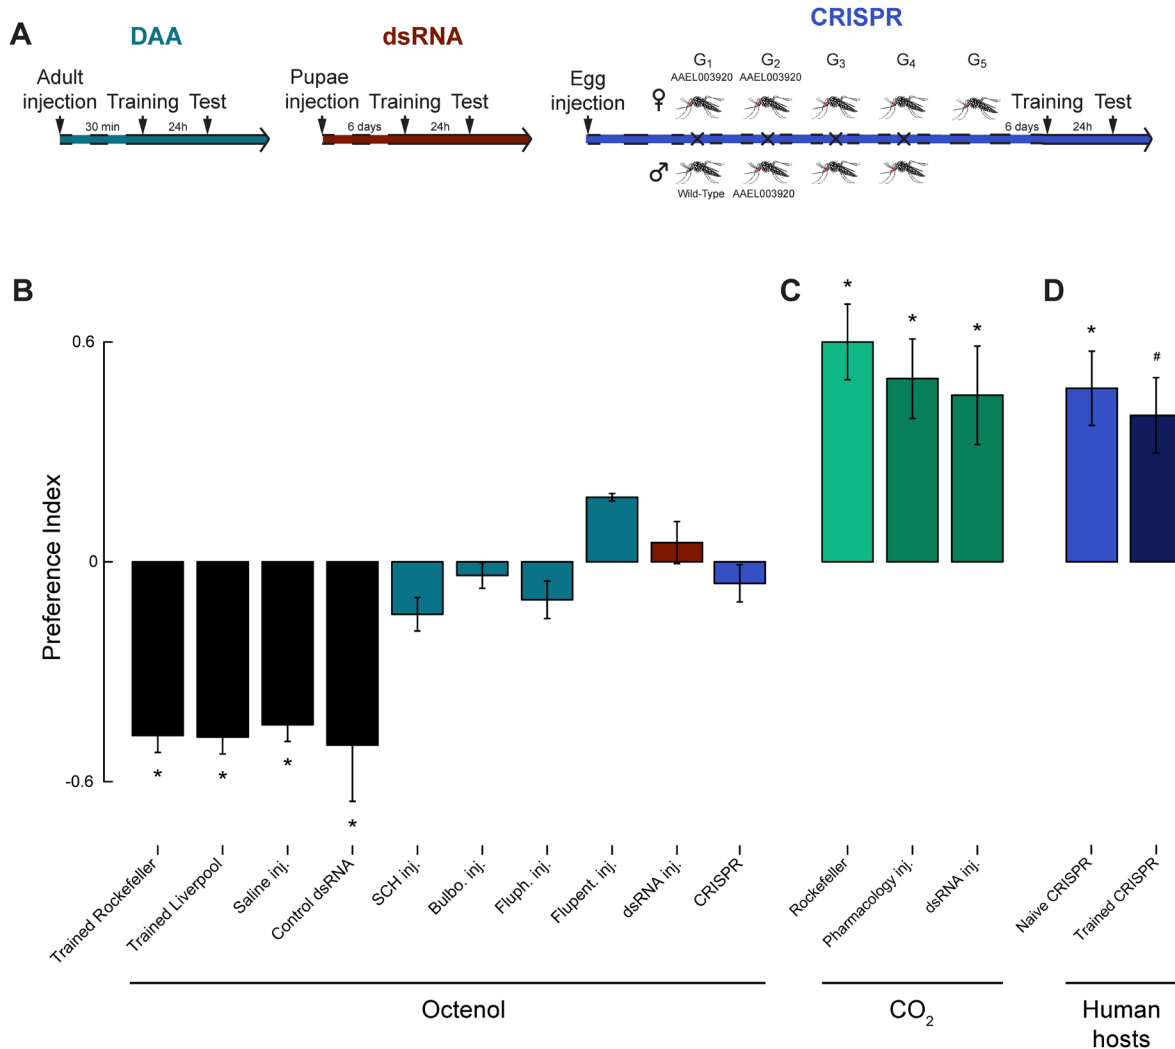 A
DAA
Adult
injection
Training
Test
30 min
24h
dsRNA
Pupae
injection
Training
Test
6 days
24h
CRISPR
Egg
injection
G1
G2
G3
G4
G5
AAEL003920
AAEL003920
♀
Training
Test
6 days
24h
♂
Wild-Type
AAEL003920
B
C
D
Preference Index
0.6
0
-0.6
*
*
*
*
*
*
*
*
#
Trained Rockefeller
Trained Liverpool
Saline inj.
Control dsRNA
SCH inj.
Bulbo. inj.
Fluph. inj.
Flupent. inj.
dsRNA inj.
CRISPR
Rockefeller
Pharmacology inj.
dsRNA inj.
Naive CRISPR
Trained CRISPR
Octenol
CO2
Human
hosts